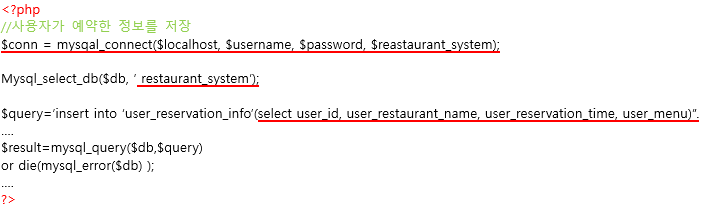 <?php
//사용자가 예약한 정보를 저장
$conn = mysqal_connect($localhost, $username, $password, $reastaurant_system);
Mysql_select_db($db, ‘ restaurant_system’);
$query=‘insert into ‘user_reservation_info’(select user_id, user_restaurant_name, user_reservation_time, user_menu)”.
....
$result=mysql_query($db,$query)
or die(mysql_error($db) );
....
?>